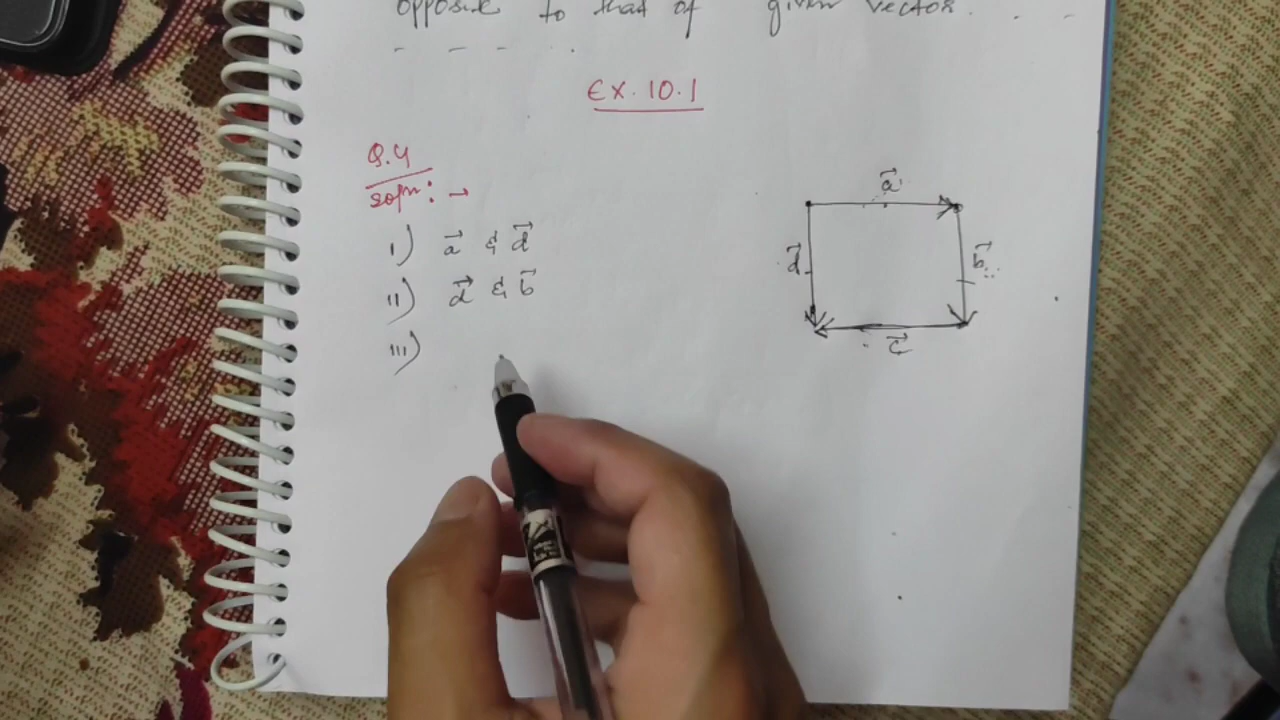 opposite to that of given vector. . -
- - - - .
Ex. 10.1
Q.4
soln: →
i) a⃗ & d⃗
ii) d⃗ & b⃗
iii)
a⃗
d⃗
b⃗
c⃗